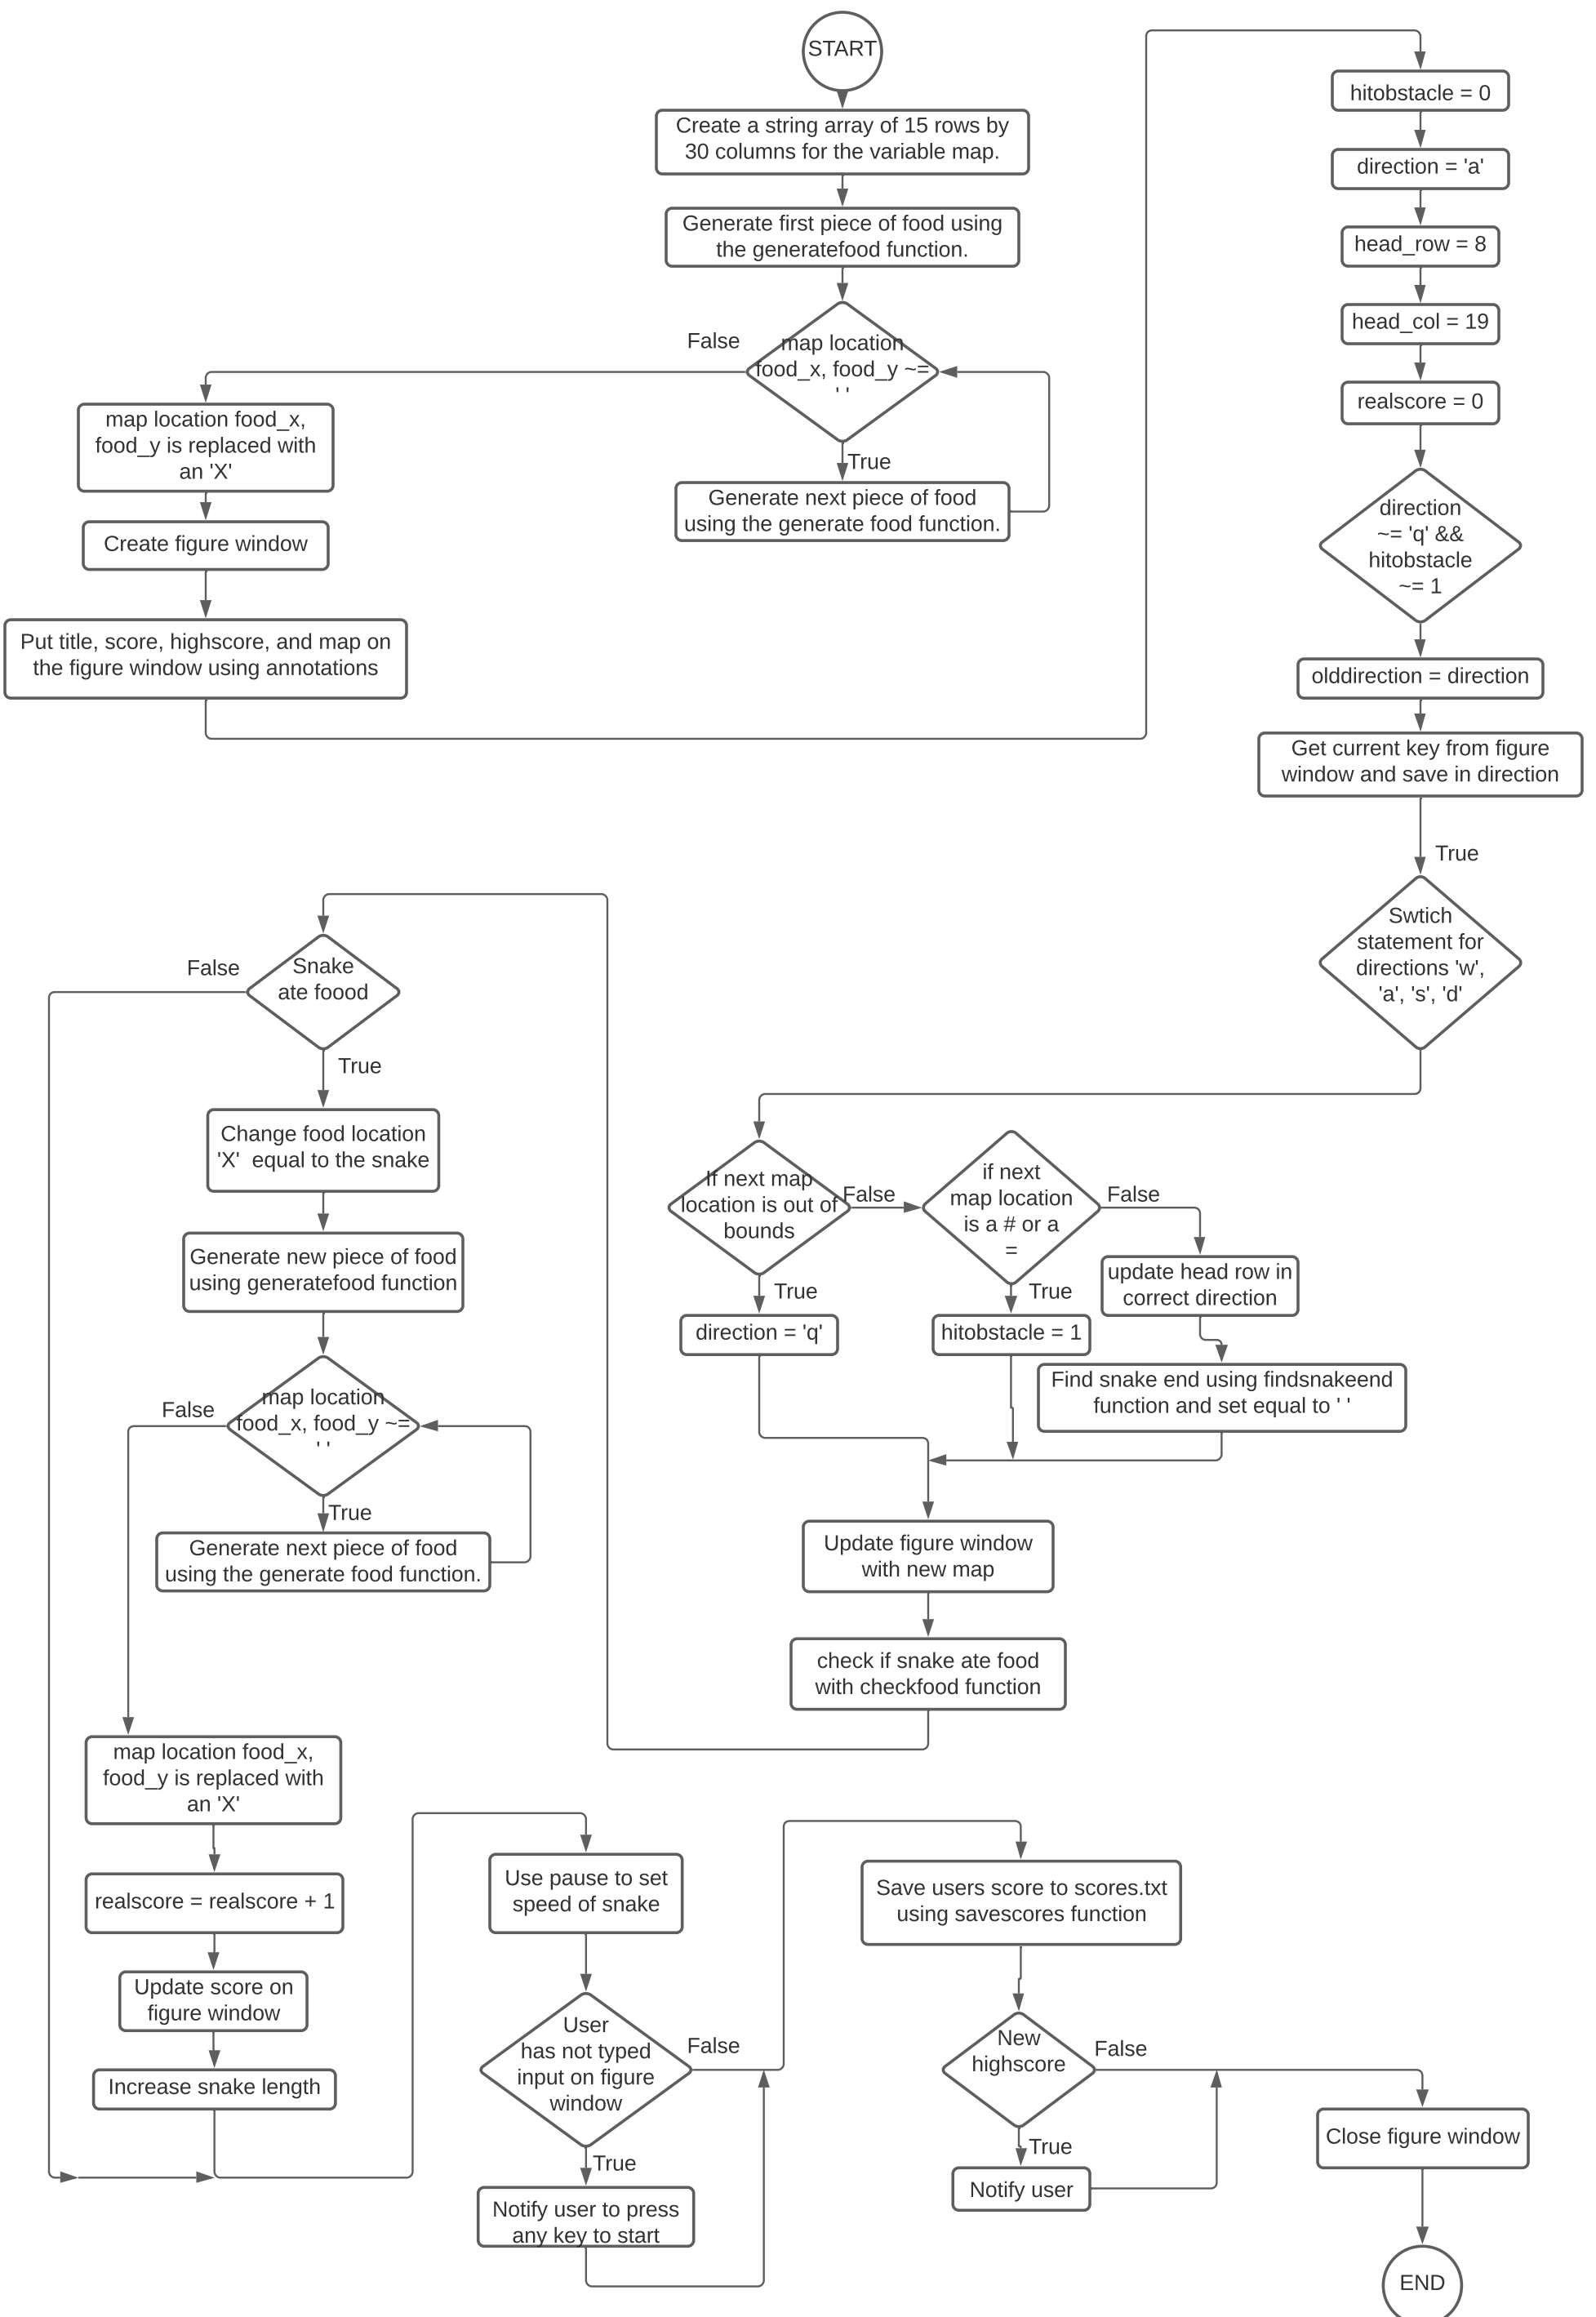 START
Create a string array of 15 rows by
30 columns for the variable map.
Generate first piece of food using
the generatefood function.
map location
food_x, food_y ~=
' '
False
True
Generate next piece of food
using the generate food function.
map location food_x,
food_y is replaced with
an 'X'
Create figure window
Put title, score, highscore, and map on
the figure window using annotations
hitobstacle = 0
direction = 'a'
head_row = 8
head_col = 19
realscore = 0
direction
~= 'q' &&
hitobstacle
~= 1
olddirection = direction
Get current key from figure
window and save in direction
True
Swtich
statement for
directions 'w',
'a', 's', 'd'
If next map
location is out of
bounds
False
True
direction = 'q'
if next
map location
is a # or a
=
False
True
hitobstacle = 1
update head row in
correct direction
Find snake end using findsnakeend
function and set equal to ' '
Update figure window
with new map
check if snake ate food
with checkfood function
Snake
ate foood
False
True
Change food location
'X'  equal to the snake
Generate new piece of food
using generatefood function
map location
food_x, food_y ~=
' '
False
True
Generate next piece of food
using the generate food function.
map location food_x,
food_y is replaced with
an 'X'
realscore = realscore + 1
Update score on
figure window
Increase snake length
Use pause to set
speed of snake
User
has not typed
input on figure
window
False
True
Notify user to press
any key to start
Save users score to scores.txt
using savescores function
New
highscore
False
True
Notify user
Close figure window
END